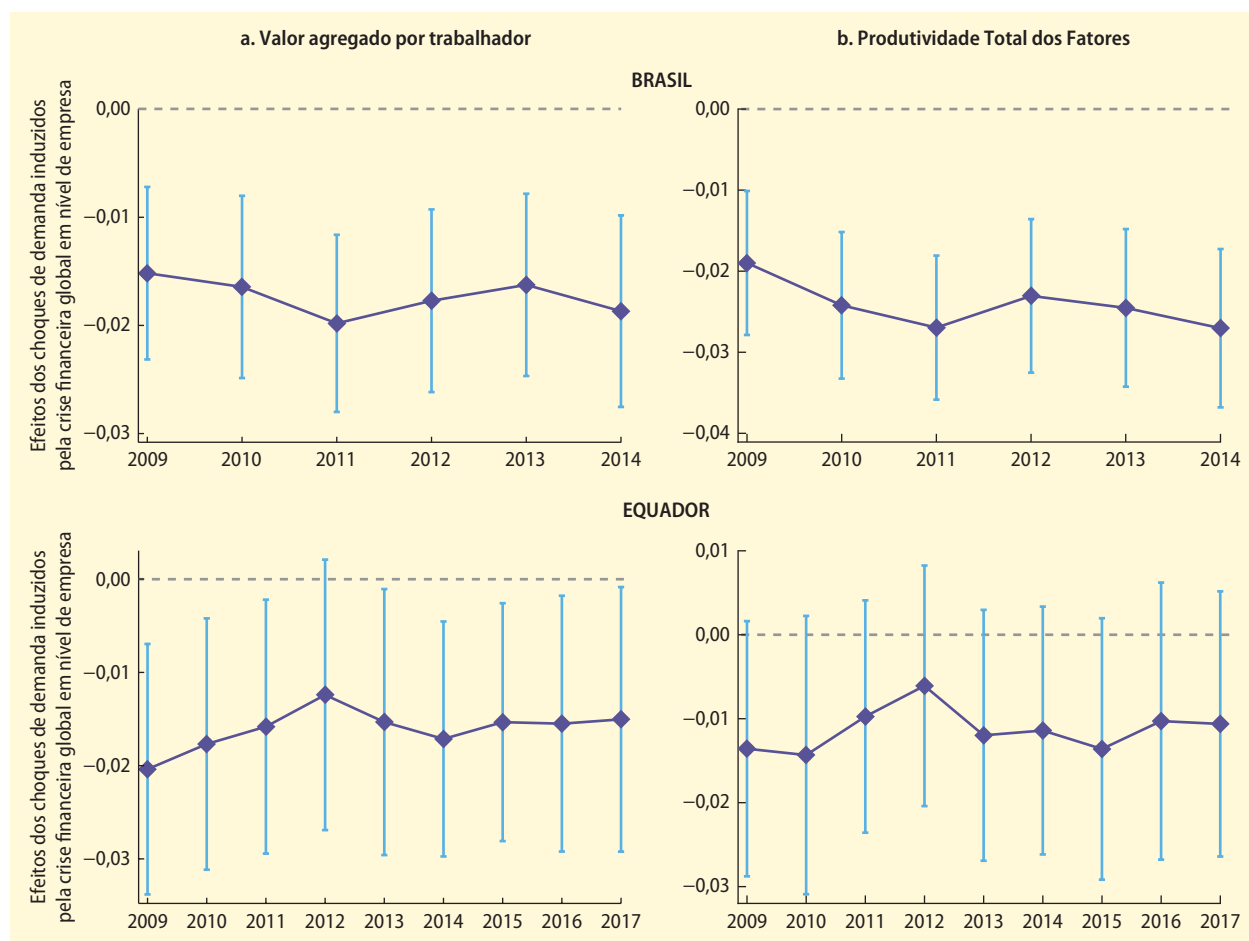 a. Valor agregado por trabalhador
b. Produtividade Total dos Fatores
BRASIL
Efeitos dos choques de demanda induzidos
pela crise financeira global em nível de empresa
0,00
−0,01
−0,02
−0,03
2009 2010 2011 2012 2013 2014
0,00
−0,01
−0,02
−0,03
−0,04
2009 2010 2011 2012 2013 2014
EQUADOR
Efeitos dos choques de demanda induzidos
pela crise financeira global em nível de empresa
0,00
−0,01
−0,02
−0,03
2009 2010 2011 2012 2013 2014 2015 2016 2017
0,01
0,00
−0,01
−0,02
−0,03
2009 2010 2011 2012 2013 2014 2015 2016 2017